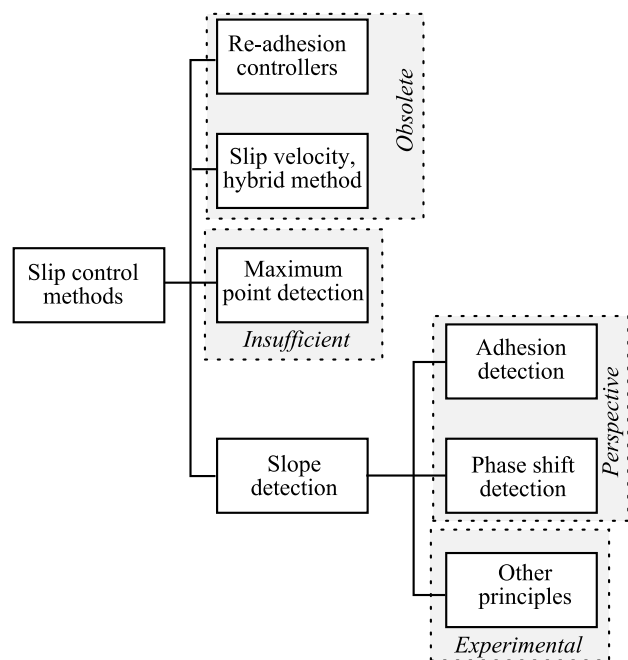 Re-adhesion
controllers
Slip velocity,
hybrid method
Obsolete
Slip control
methods
Maximum
point detection
Insufficient
Slope
detection
Adhesion
detection
Phase shift
detection
Perspective
Other
principles
Experimental